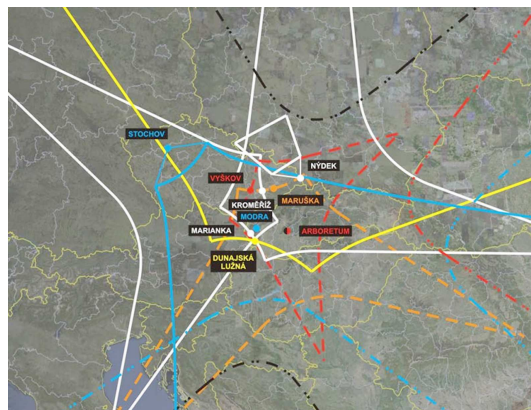 STOCHOV
NÝDEK
VYŠKOV
KROMĚŘÍŽ
MARUŠKA
MODRA
MARIANKA
ARBORETUM
DUNAJSKÁ
LUŽNÁ